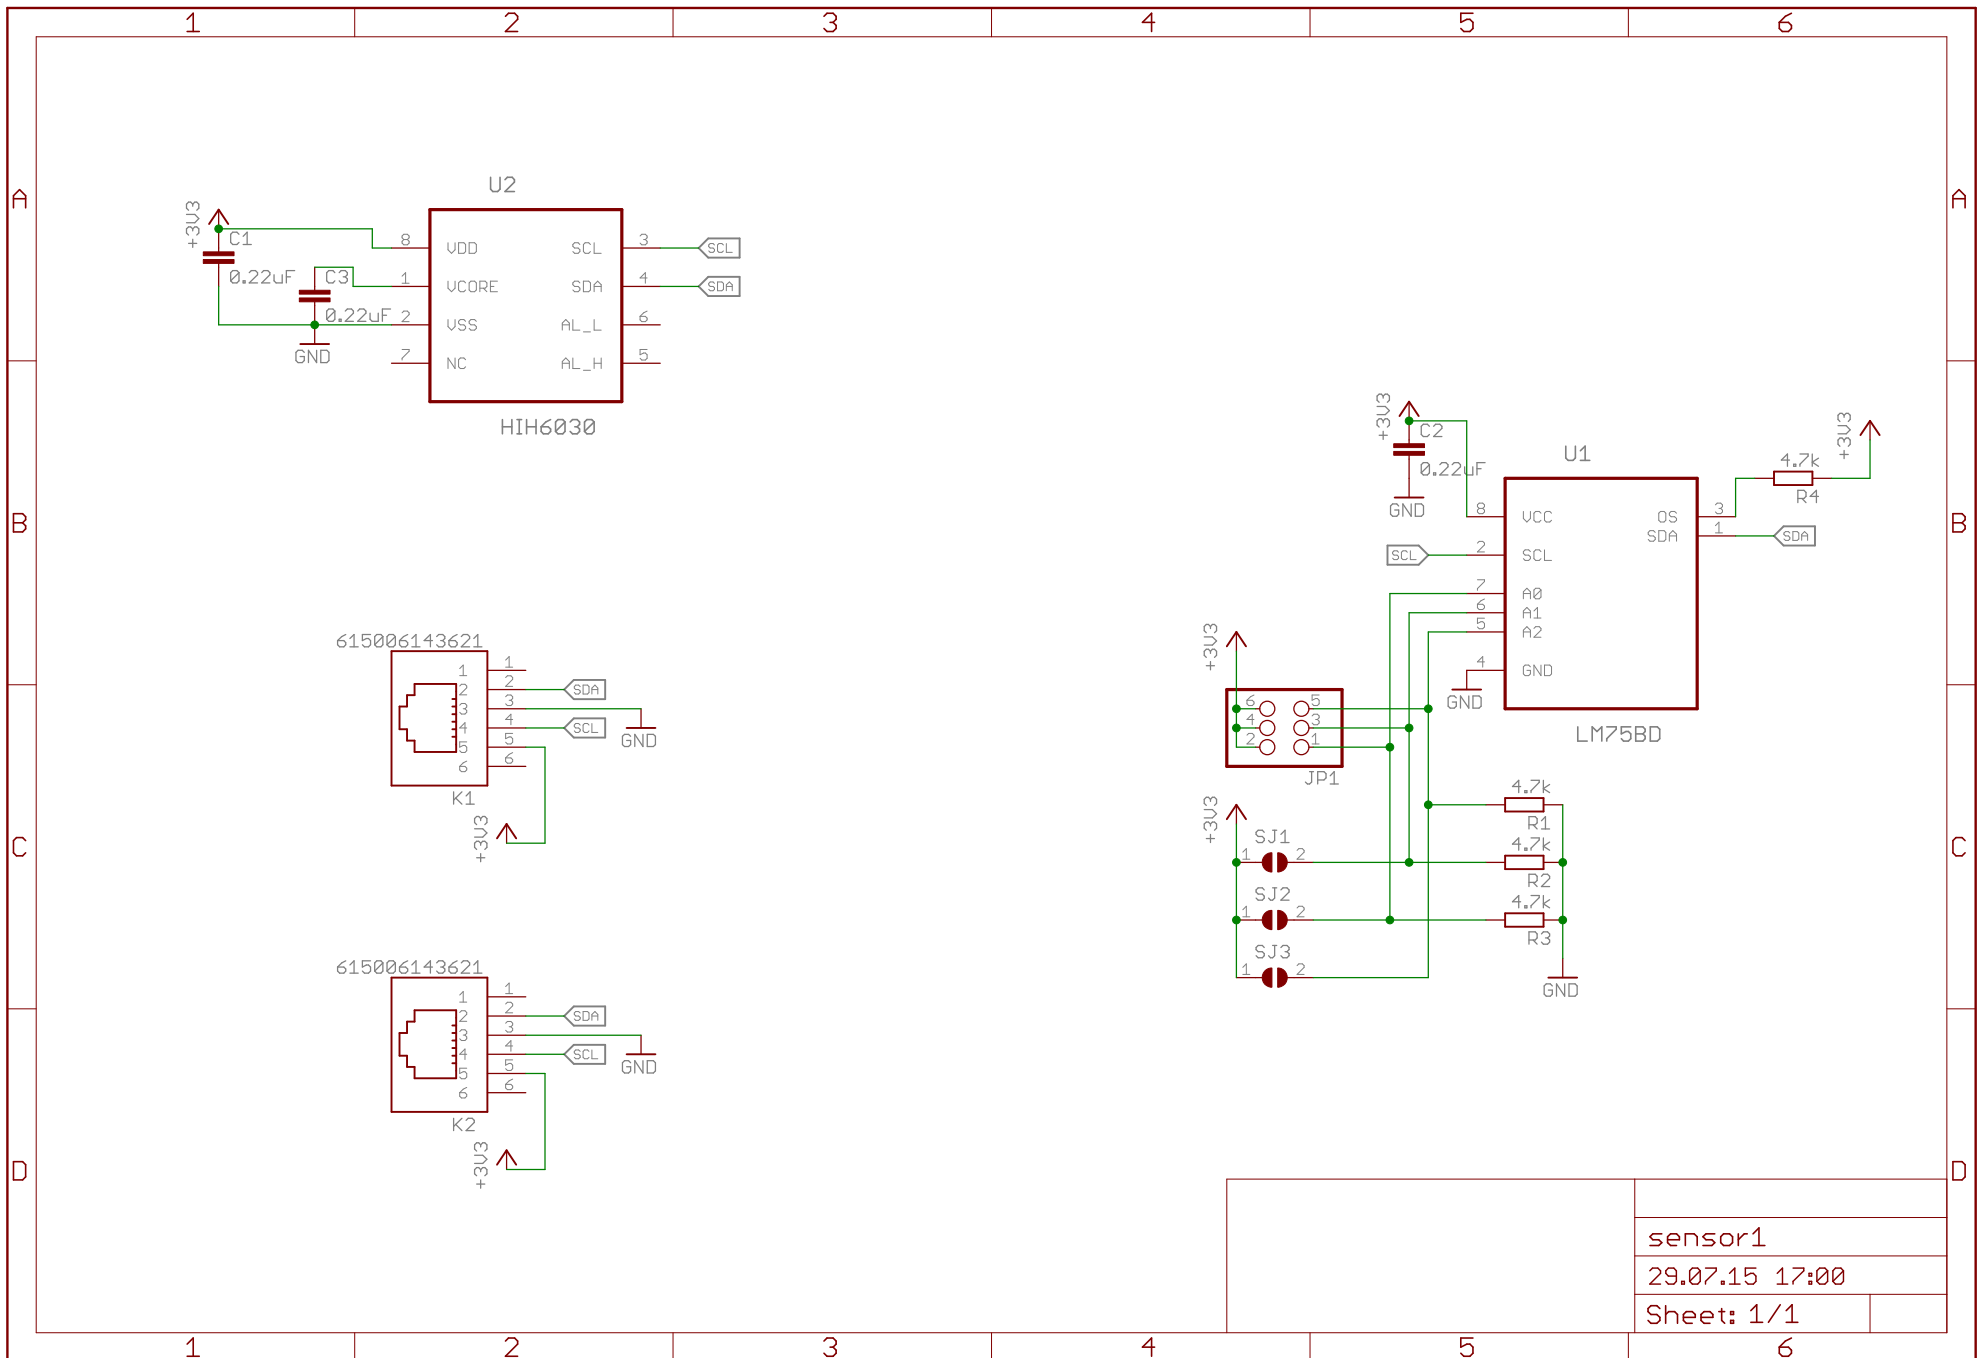 1 2 3 4 5 6
A A
U2
+3V3
C1
0.22uF
C3
0.22uF
GND
8 VDD SCL 3 SCL
1 VCORE SDA 4 SDA
2 VSS AL_L 6
7 NC AL_H 5
HIH6030
B B
+3V3
C2
0.22uF
GND
U1
4.7k
R4
+3V3
8 VCC OS 3
SDA 1 SDA
SCL 2 SCL
7 A0
6 A1
5 A2
4 GND
GND
LM75BD
615006143621
1 1
2 2 SDA
3 3
4 4 SCL
5 5
6 6
GND
K1
+3V3
+3V3
6 5
4 3
2 1
JP1
C C
+3V3
SJ1
1 2
SJ2
1 2
SJ3
1 2
4.7k
R1
4.7k
R2
4.7k
R3
GND
615006143621
1 1
2 2 SDA
3 3
4 4 SCL
5 5
6 6
GND
K2
+3V3
D D
sensor1
29.07.15 17:00
Sheet: 1/1
1 2 3 4 5 6